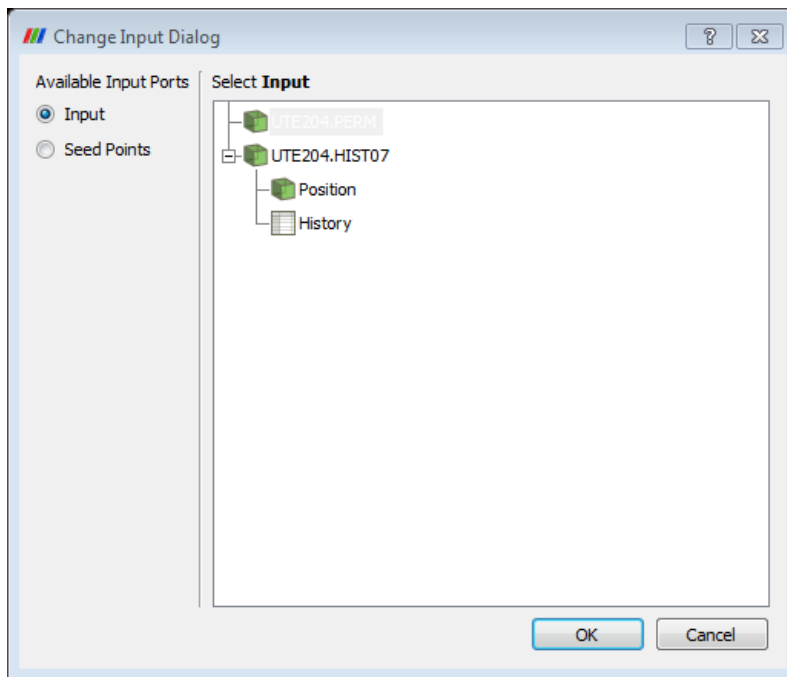 Change Input Dialog
Available Input Ports
Select Input
Input
Seed Points
UTE204.PERM
UTE204.HIST07
Position
History
OK
Cancel